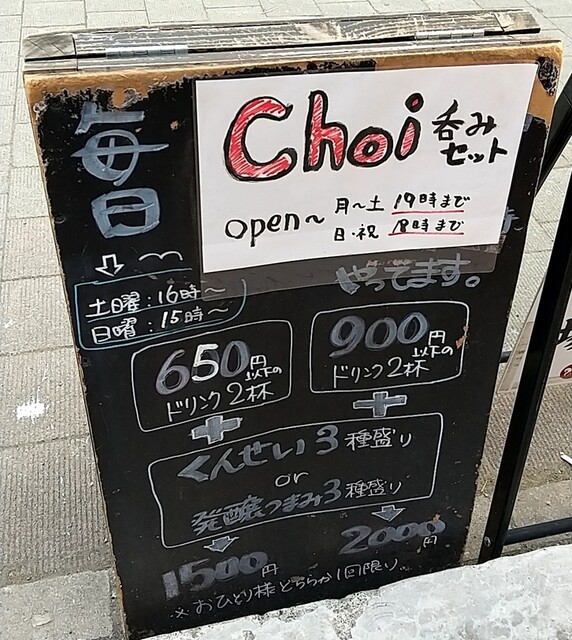 毎日
Choi 呑み
セット
open〜 月〜土 19時まで
日・祝 18時まで
やってます。
土曜：16時〜
日曜：15時〜
650円以下の
ドリンク2杯
900円以下の
ドリンク2杯
+ +
くんせい3種盛り
or
発醸つまみ3種盛り
1500円
2000円
※おひとり様どちらか1回限り。